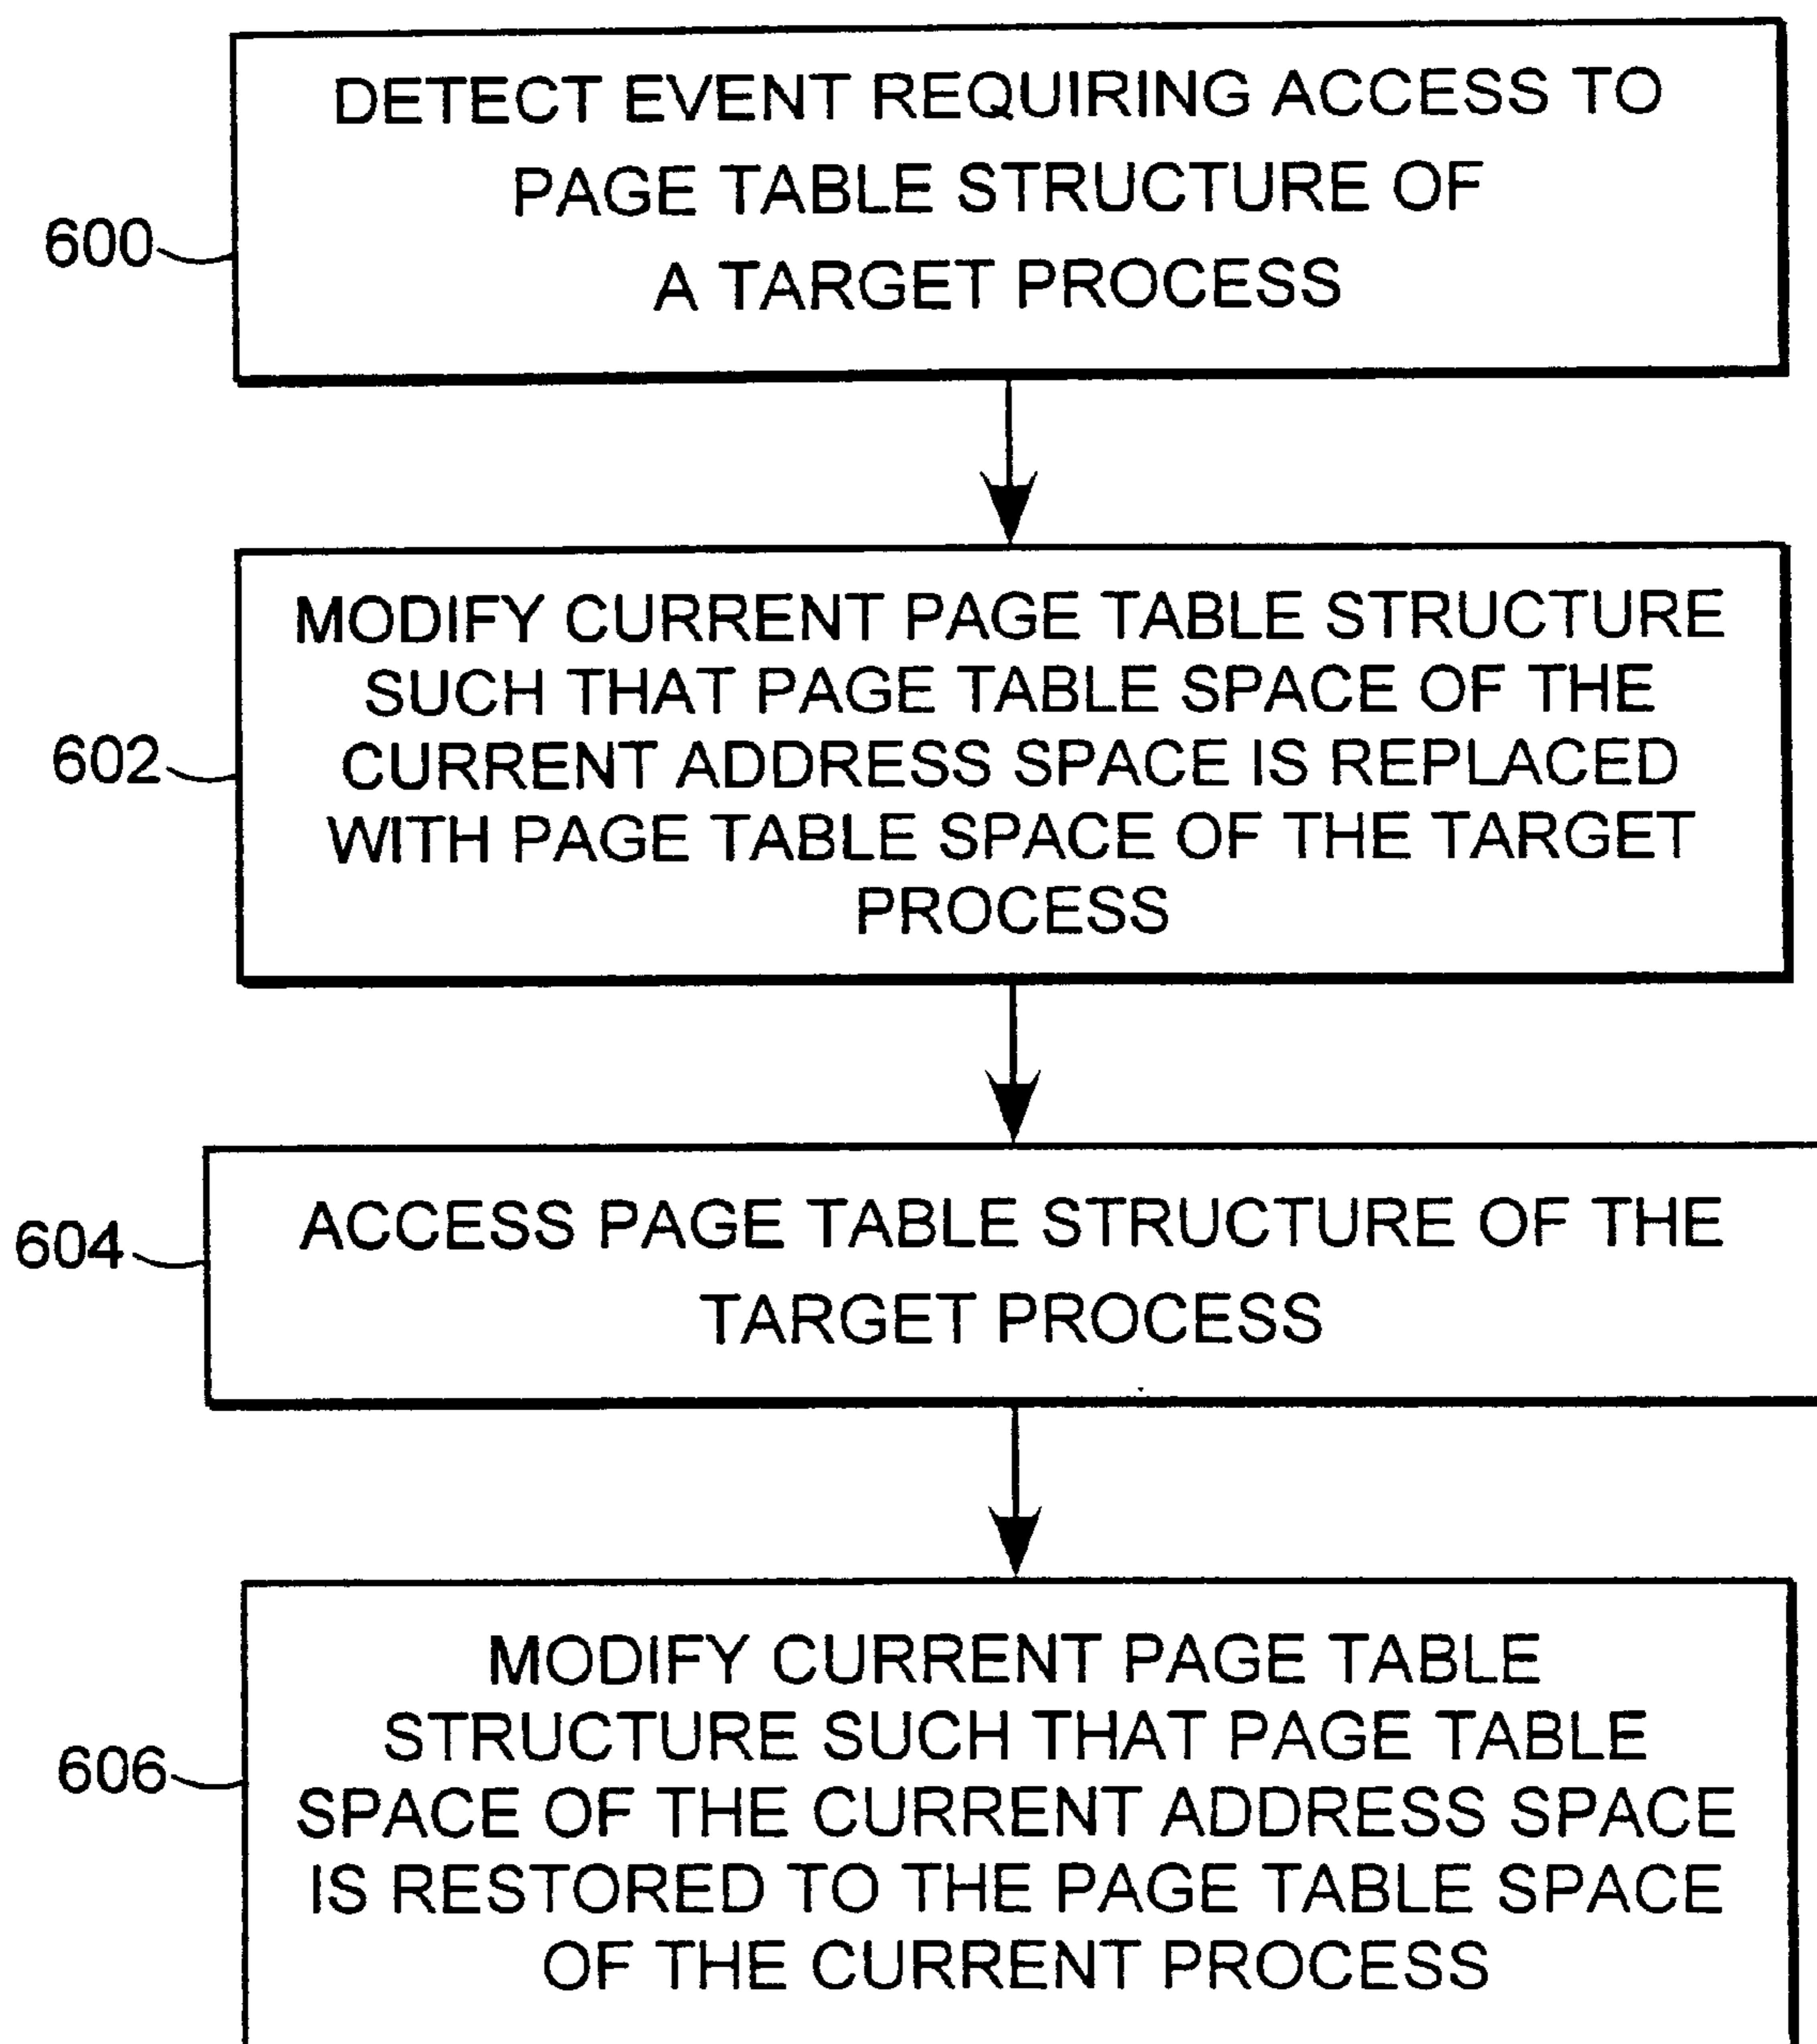 DETECT EVENT REQUIRING ACCESS TO
PAGE TABLE STRUCTURE OF
A TARGET PROCESS
600
MODIFY CURRENT PAGE TABLE STRUCTURE
SUCH THAT PAGE TABLE SPACE OF THE
CURRENT ADDRESS SPACE IS REPLACED
WITH PAGE TABLE SPACE OF THE TARGET
PROCESS
602
ACCESS PAGE TABLE STRUCTURE OF THE
TARGET PROCESS
604
MODIFY CURRENT PAGE TABLE
STRUCTURE SUCH THAT PAGE TABLE
SPACE OF THE CURRENT ADDRESS SPACE
IS RESTORED TO THE PAGE TABLE SPACE
OF THE CURRENT PROCESS
606